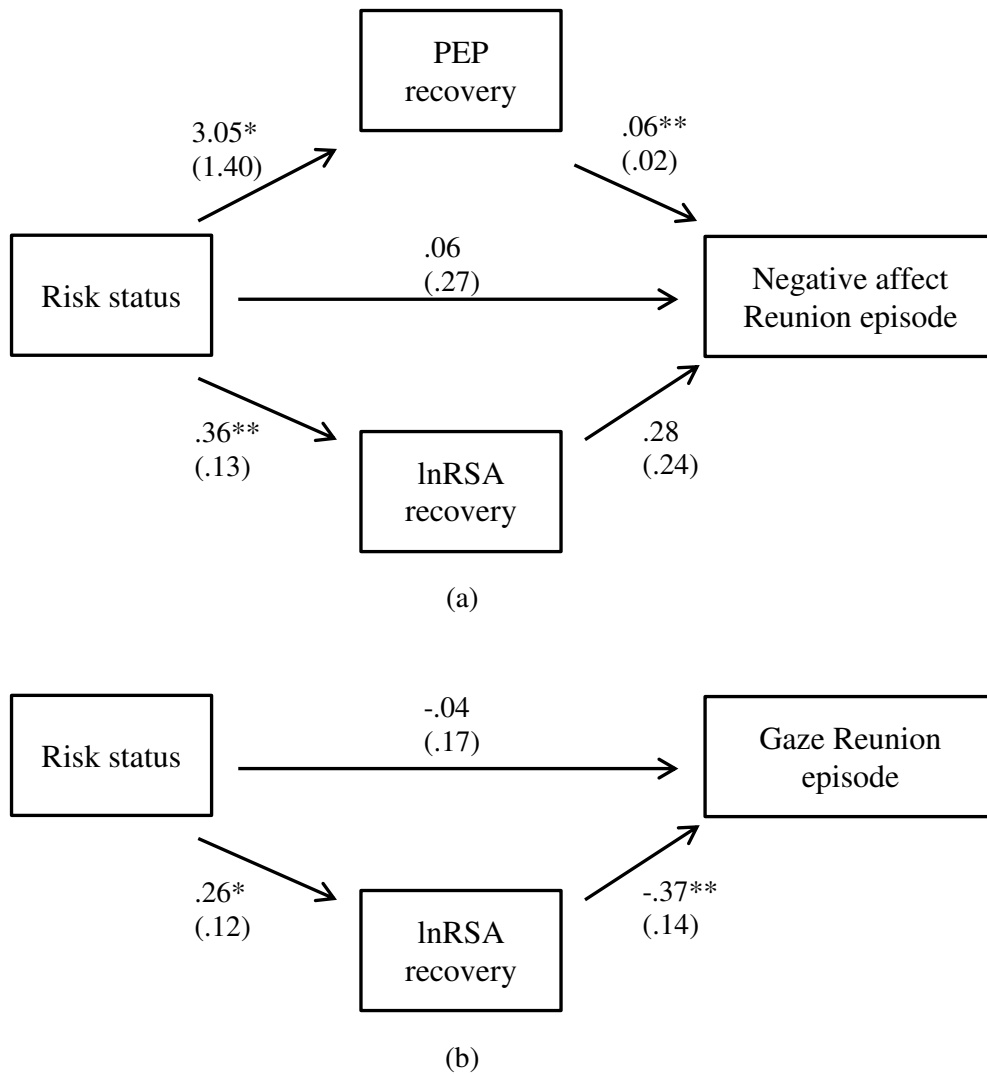 PEP
recovery
3.05*
(1.40)
.06**
(.02)
Risk status
.06
(.27)
Negative affect
Reunion episode
.36**
(.13)
lnRSA
recovery
.28
(.24)
(a)
Risk status
-.04
(.17)
Gaze Reunion
episode
.26*
(.12)
lnRSA
recovery
-.37**
(.14)
(b)